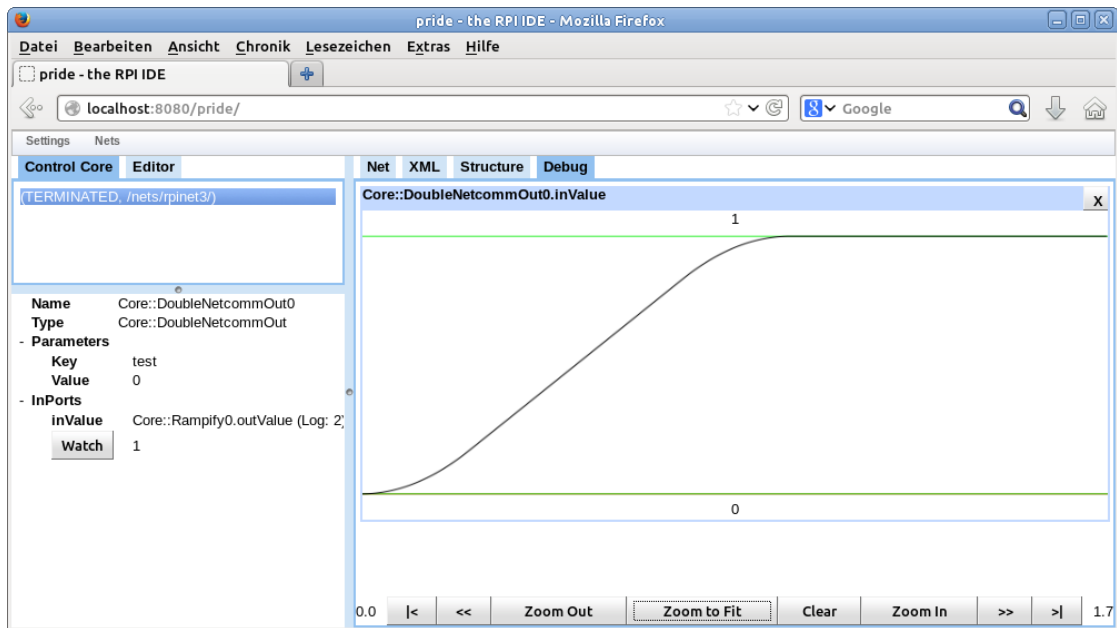 pride - the RPI IDE - Mozilla Firefox
Datei Bearbeiten Ansicht Chronik Lesezeichen Extras Hilfe
pride - the RPI IDE
localhost:8080/pride/
Google
Settings Nets
Control Core Editor
Net XML Structure Debug
(TERMINATED, /nets/rpinet3/)
Core::DoubleNetcommOut0.inValue
X
1
Name Core::DoubleNetcommOut0
Type Core::DoubleNetcommOut
- Parameters
Key test
Value 0
- InPorts
inValue Core::Rampify0.outValue (Log: 2)
Watch 1
0
0.0 |< << Zoom Out Zoom to Fit Clear Zoom In >> >| 1.7